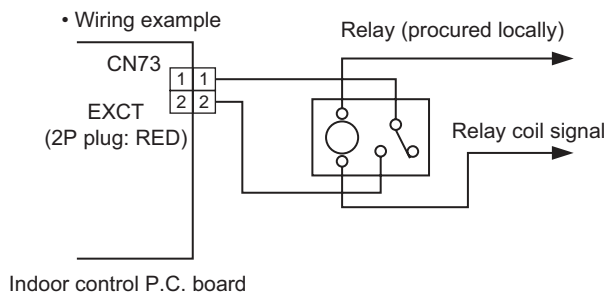 • Wiring example
Relay (procured locally)
CN73
1 1
2 2
EXCT
(2P plug: RED)
Relay coil signal
Indoor control P.C. board